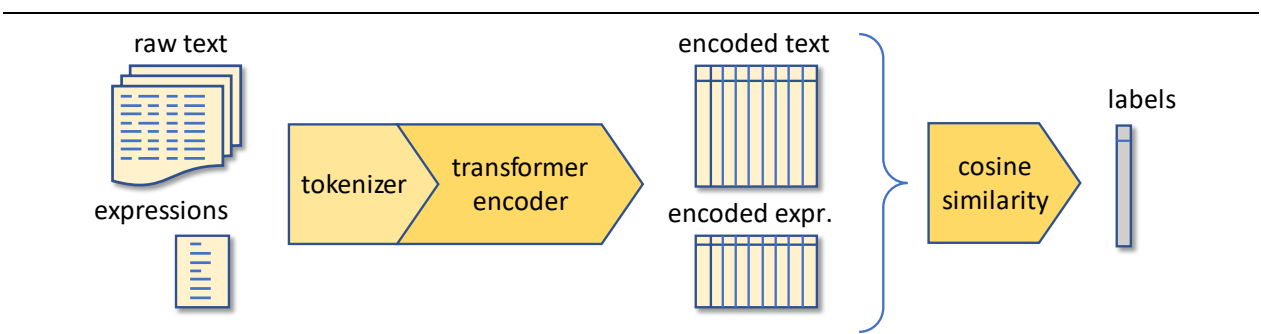 raw text
expressions
tokenizer
transformer
encoder
encoded text
encoded expr.
cosine
similarity
labels